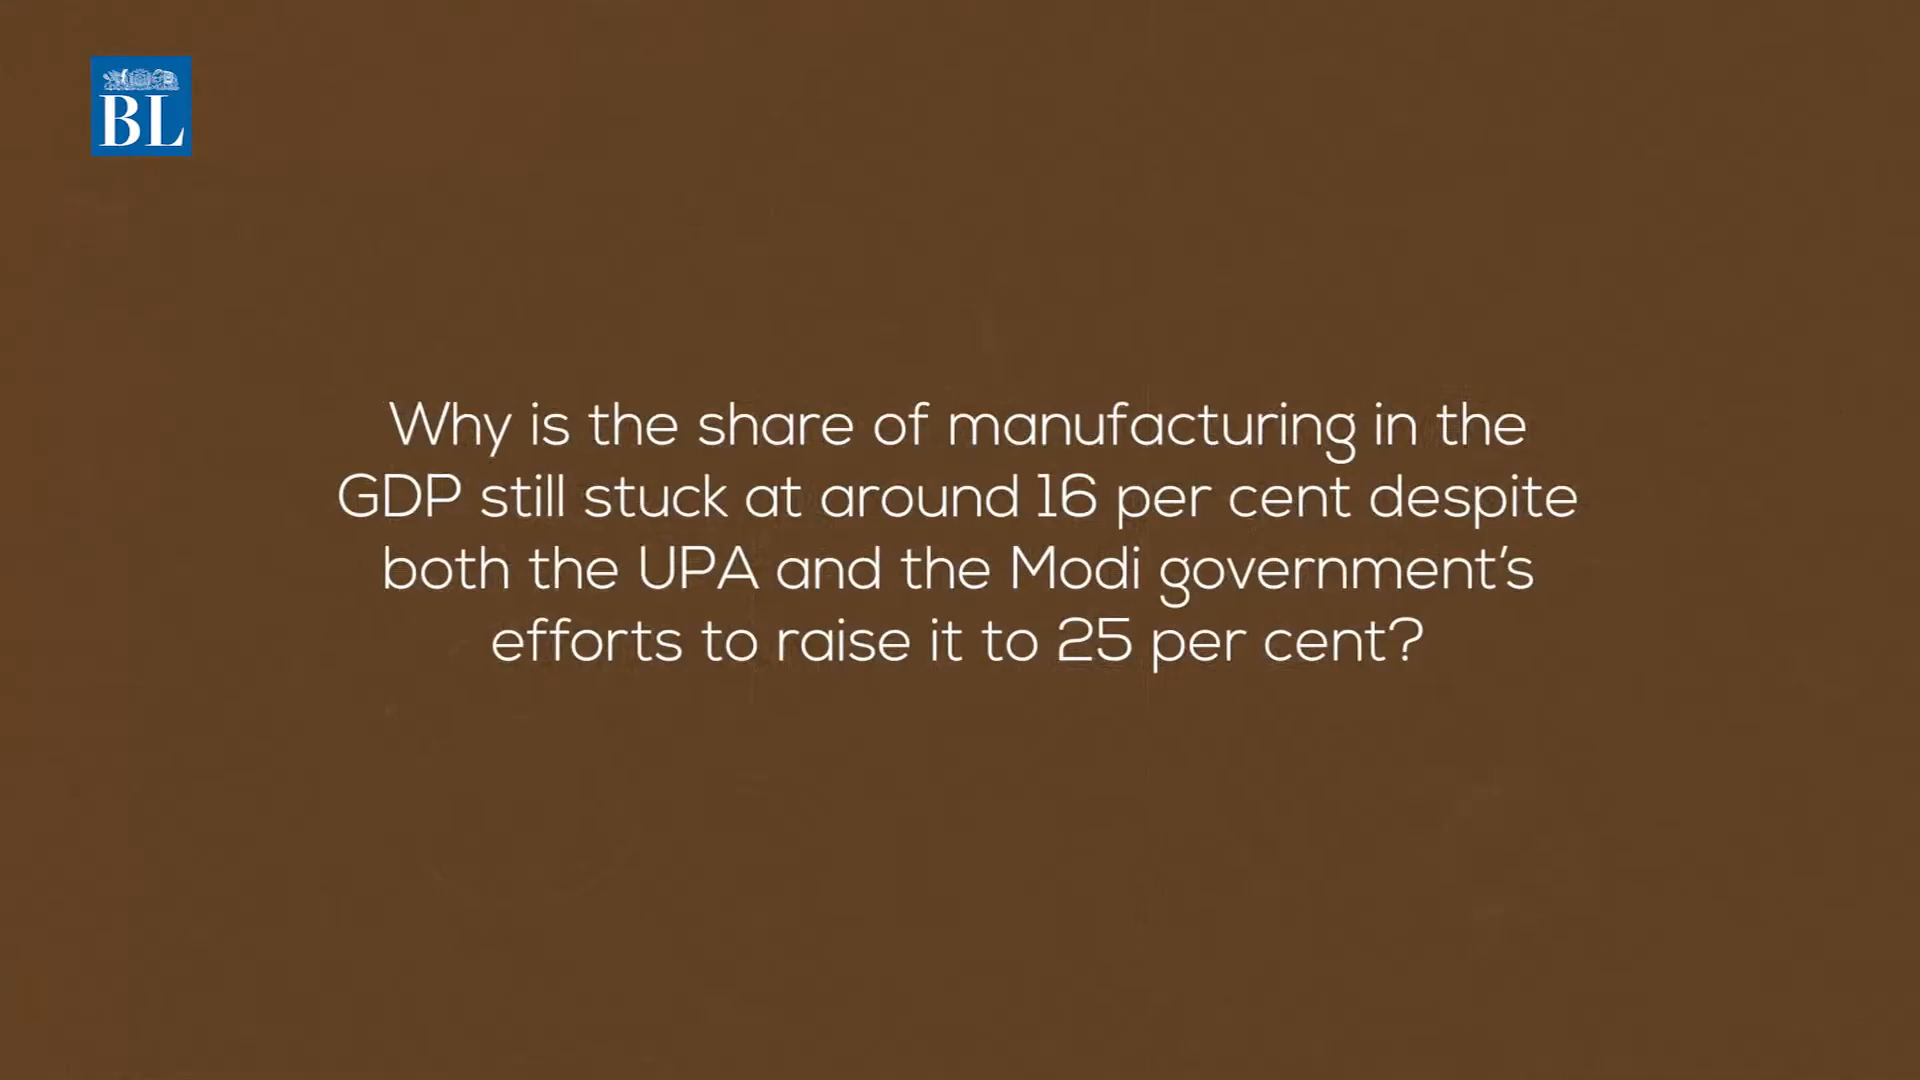 BL
Why is the share of manufacturing in the
GDP still stuck at around 16 per cent despite
both the UPA and the Modi government’s
efforts to raise it to 25 per cent?